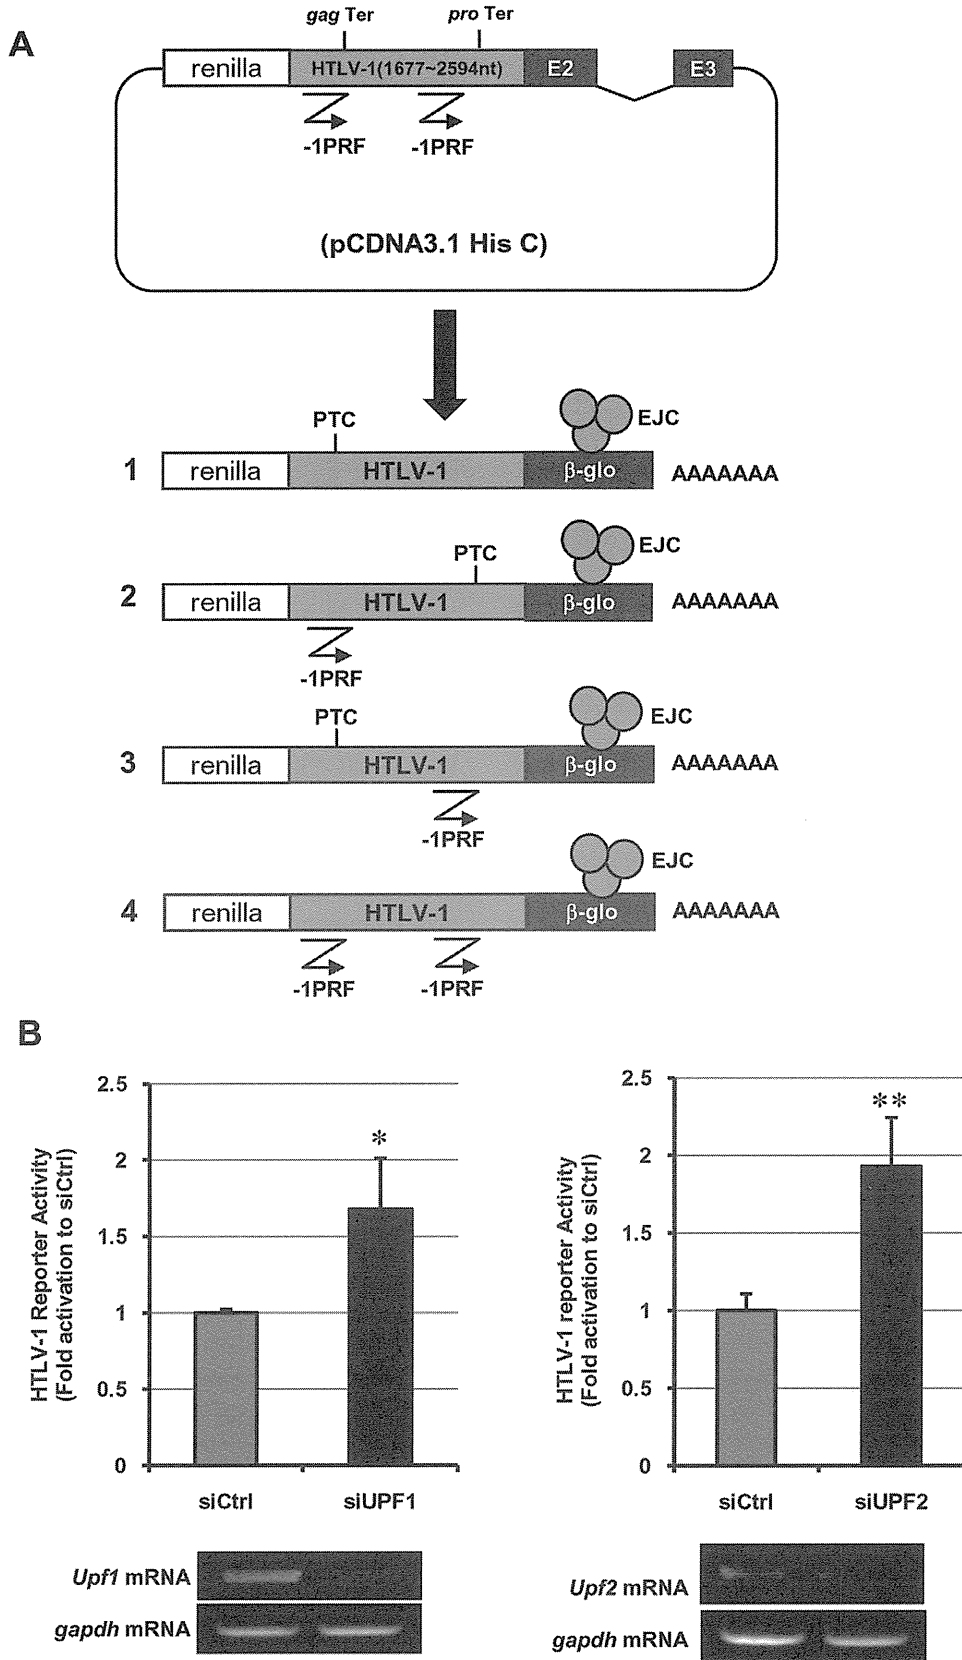 A
gag Ter
pro Ter
renilla
HTLV-1(1677~2594nt)
E2
E3
-1PRF
-1PRF
(pCDNA3.1 His C)
PTC
EJC
1
renilla
HTLV-1
β-glo
AAAAAAA
PTC
EJC
2
renilla
HTLV-1
β-glo
AAAAAAA
-1PRF
PTC
EJC
3
renilla
HTLV-1
β-glo
AAAAAAA
-1PRF
EJC
4
renilla
HTLV-1
β-glo
AAAAAAA
-1PRF
-1PRF
B
HTLV-1 Reporter Activity
(Fold activation to siCtrl)
2.5
2
1.5
1
0.5
0
*
siCtrl
siUPF1
Upf1 mRNA
gapdh mRNA
HTLV-1 reporter Activity
(Fold activation to siCtrl)
2.5
2
1.5
1
0.5
0
**
siCtrl
siUPF2
Upf2 mRNA
gapdh mRNA